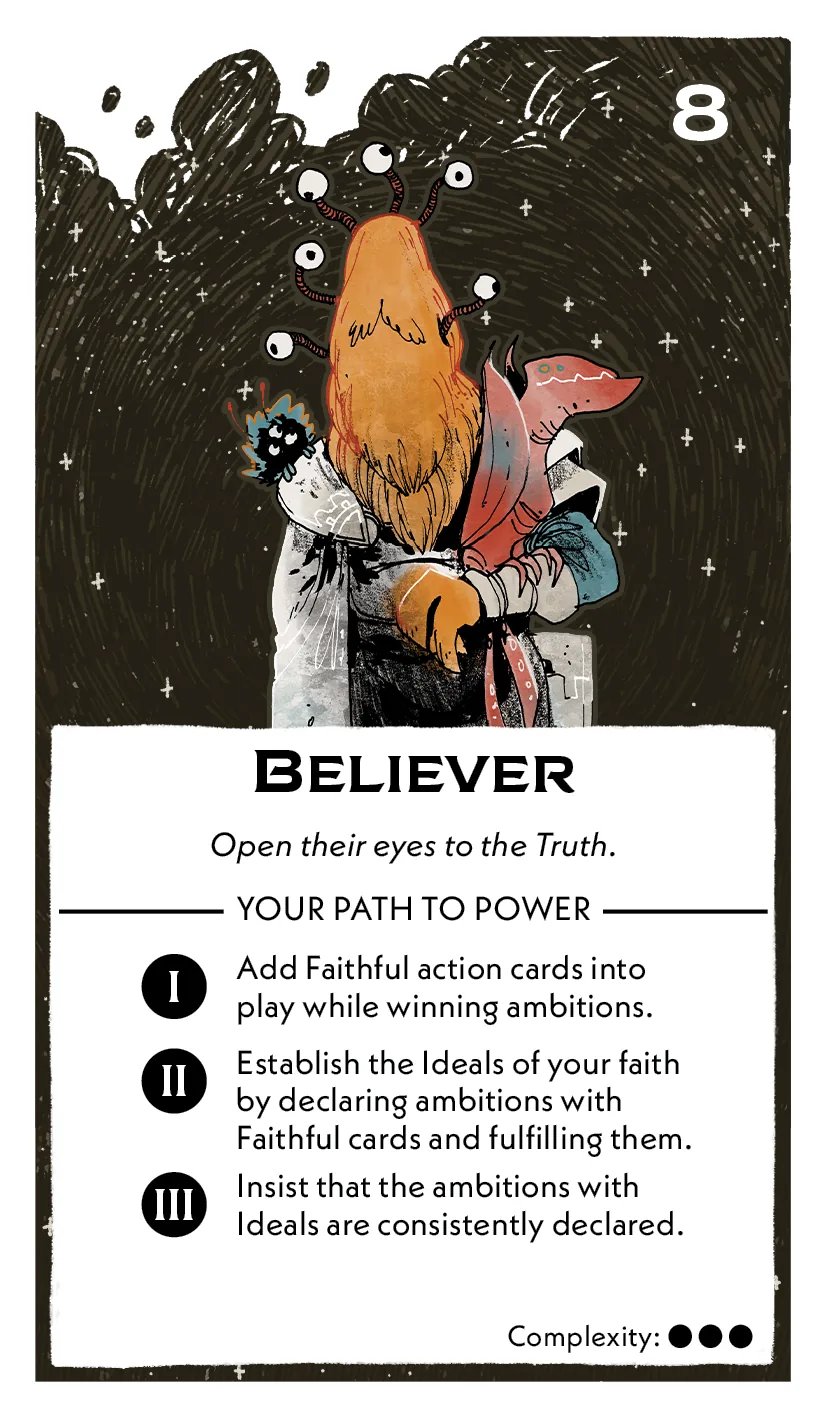 8
Believer
Open their eyes to the Truth.
YOUR PATH TO POWER
I Add Faithful action cards into
play while winning ambitions.
II Establish the Ideals of your faith
by declaring ambitions with
Faithful cards and fulfilling them.
III Insist that the ambitions with
Ideals are consistently declared.
Complexity: